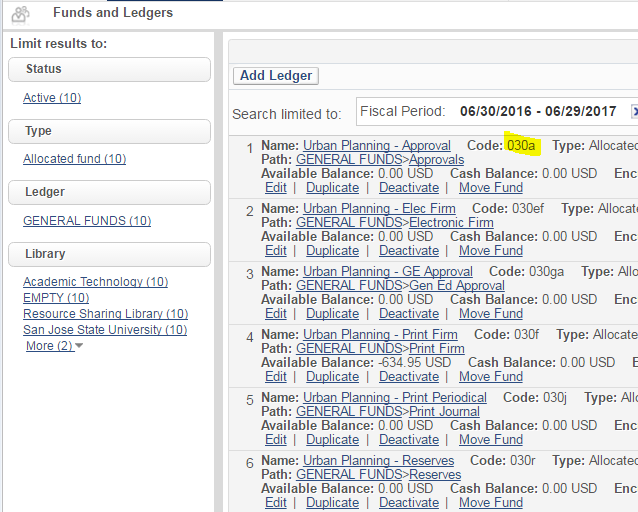 Funds and Ledgers
Limit results to:
Status
Active (10)
Type
Allocated fund (10)
Ledger
GENERAL FUNDS (10)
Library
Academic Technology (10)
EMPTY (10)
Resource Sharing Library (10)
San Jose State University (10)
More (2)
Add Ledger
Search limited to: Fiscal Period: 06/30/2016 - 06/29/2017 x
1 Name: Urban Planning - Approval Code: 030a Type: Allocated
Path: GENERAL FUNDS>Approvals
Available Balance: 0.00 USD Cash Balance: 0.00 USD Enc
Edit | Duplicate | Deactivate | Move Fund
2 Name: Urban Planning - Elec Firm Code: 030ef Type: Alloca
Path: GENERAL FUNDS>Electronic Firm
Available Balance: 0.00 USD Cash Balance: 0.00 USD Enc
Edit | Duplicate | Deactivate | Move Fund
3 Name: Urban Planning - GE Approval Code: 030ga Type: Al
Path: GENERAL FUNDS>Gen Ed Approval
Available Balance: 0.00 USD Cash Balance: 0.00 USD Enc
Edit | Duplicate | Deactivate | Move Fund
4 Name: Urban Planning - Print Firm Code: 030f Type: Allocat
Path: GENERAL FUNDS>Print Firm
Available Balance: -634.95 USD Cash Balance: 0.00 USD E
Edit | Duplicate | Deactivate | Move Fund
5 Name: Urban Planning - Print Periodical Code: 030j Type: A
Path: GENERAL FUNDS>Print Journal
Available Balance: 0.00 USD Cash Balance: 0.00 USD Enc
Edit | Duplicate | Deactivate | Move Fund
6 Name: Urban Planning - Reserves Code: 030r Type: Allocate
Path: GENERAL FUNDS>Reserves
Available Balance: 0.00 USD Cash Balance: 0.00 USD Enc
Edit | Duplicate | Deactivate | Move Fund